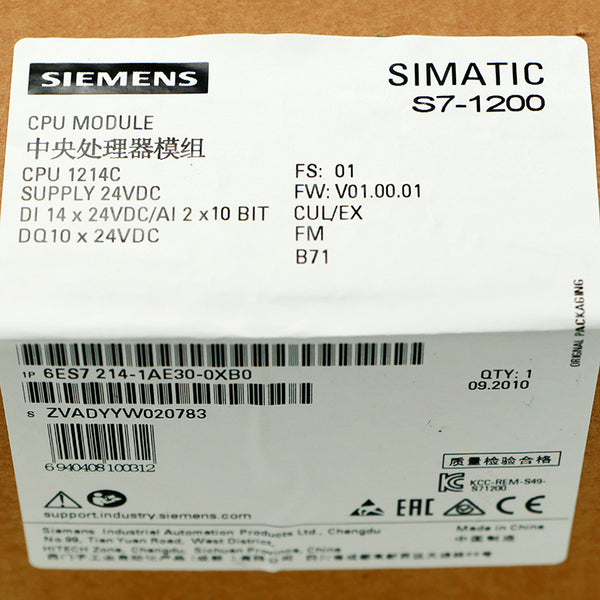 SIEMENS
SIMATIC
S7-1200
CPU MODULE
中央处理器模组
CPU 1214C
SUPPLY 24VDC
DI 14 x 24VDC/AI 2 x10 BIT
DQ10 x 24VDC
FS: 01
FW: V01.00.01
CUL/EX
FM
B71
ORIGINAL PACKAGING
1P 6ES7 214-1AE30-0XB0
QTY: 1
09.2010
S ZVADYYW020783
6940408100312
质量检验合格
KCC-REM-S49-
S71200
support.industry.siemens.com
EAC CE
Siemens Industrial Automation Products Ltd., Chengdu
No.99, Tian Yuan Road, West District,
HITECH Zone, Chengdu, Sichuan Province, China
Made in China
中国制造